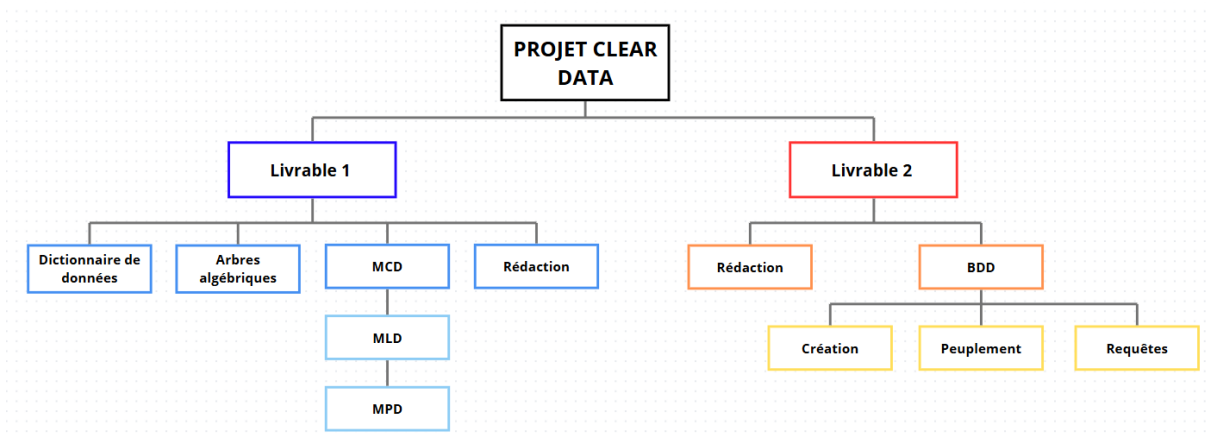 PROJET CLEAR
DATA
Livrable 1
Livrable 2
Dictionnaire de
données
Arbres
algébriques
MCD
Rédaction
Rédaction
BDD
MLD
Création
Peuplement
Requêtes
MPD